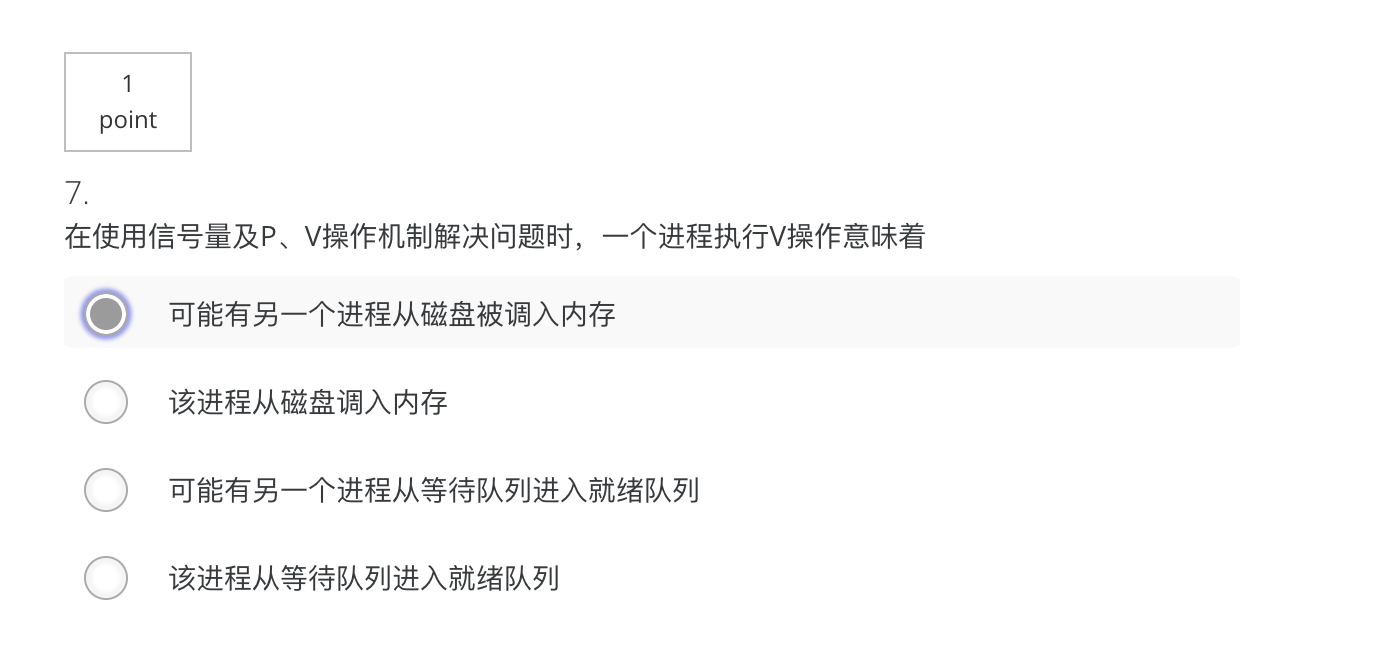 1
point
7.
在使用信号量及P、V操作机制解决问题时，一个进程执行V操作意味着
可能有另一个进程从磁盘被调入内存
该进程从磁盘调入内存
可能有另一个进程从等待队列进入就绪队列
该进程从等待队列进入就绪队列